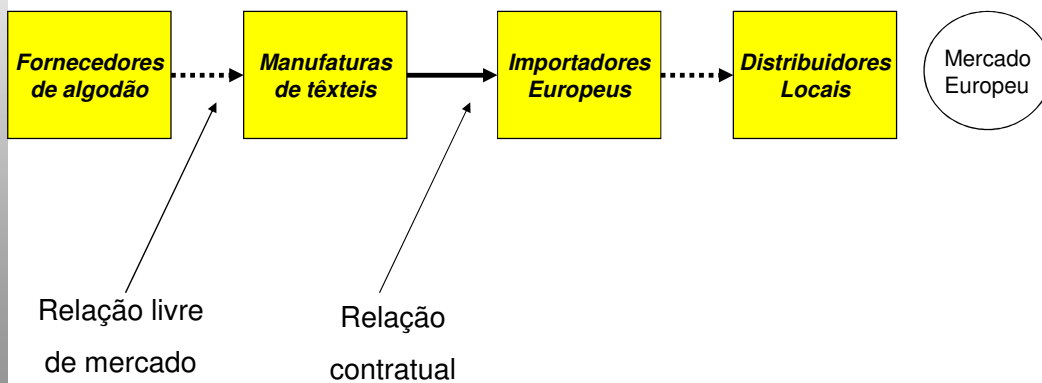 Fornecedores
de algodão
Manufaturas
de têxteis
Importadores
Europeus
Distribuidores
Locais
Mercado
Europeu
Relação livre
de mercado
Relação
contratual